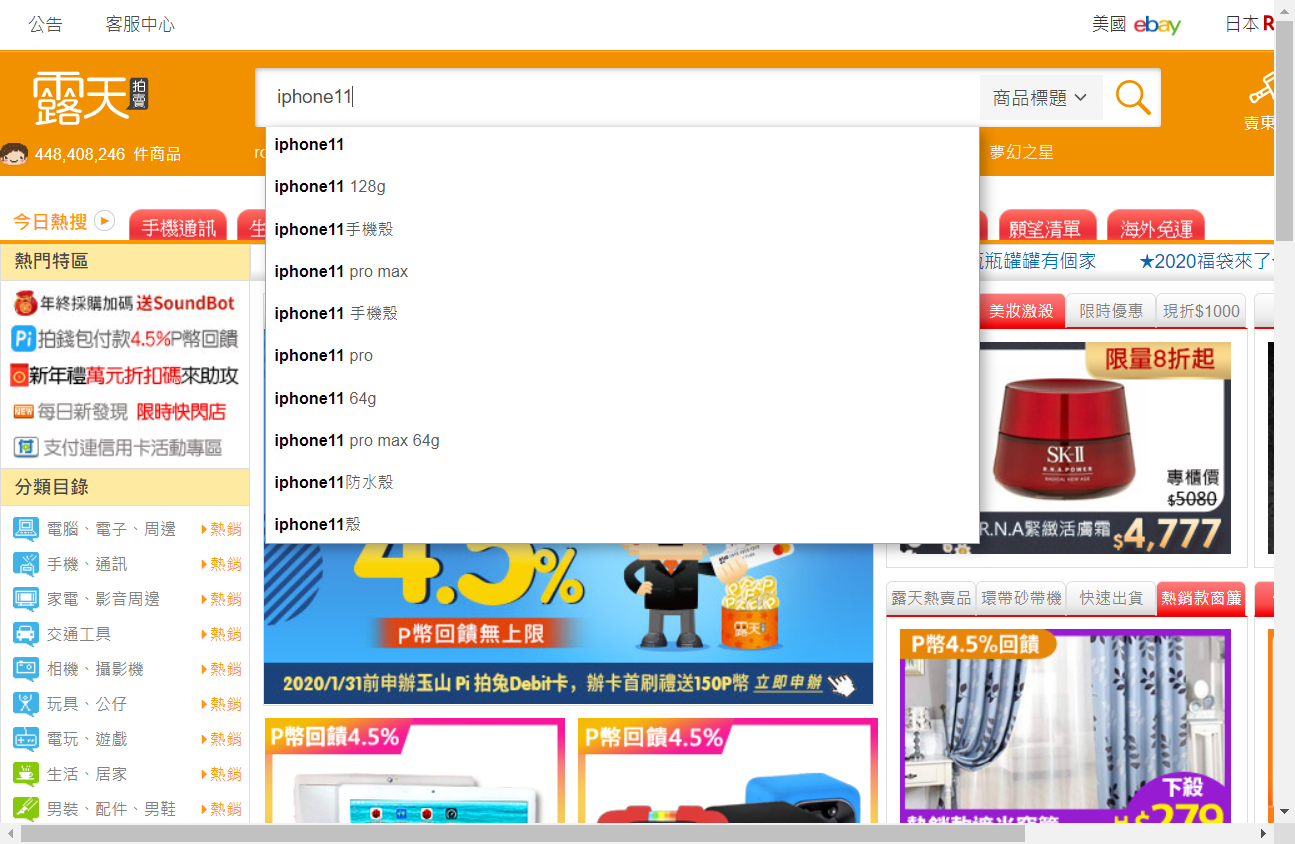 公告 客服中心 美國 ebay 日本
露天 拍賣
iphone11 商品標題
448,408,246 件商品 夢幻之星
今日熱搜 手機通訊 願望清單 海外免運
iphone11
iphone11 128g
iphone11手機殼
iphone11 pro max
iphone11 手機殼
iphone11 pro
iphone11 64g
iphone11 pro max 64g
iphone11防水殼
iphone11殼
熱門特區
年終採購加碼 送SoundBot
Pi 拍錢包付款4.5%P幣回饋
新年禮萬元折扣碼來助攻
NEW 每日新發現 限時快閃店
支付連信用卡活動專區
分類目錄
電腦、電子、周邊 熱銷
手機、通訊 熱銷
家電、影音周邊 熱銷
交通工具 熱銷
相機、攝影機 熱銷
玩具、公仔 熱銷
電玩、遊戲 熱銷
生活、居家 熱銷
男裝、配件、男鞋 熱銷
瓶罐罐有個家 ★2020福袋來了
美妝激殺 限時優惠 現折$1000
限量8折起
SK-II
R.N.A POWER
RADICAL NEW AGE
專櫃價
$5080
R.N.A緊緻活膚霜 $4,777
4.5%
P幣回饋無上限
露天
2020/1/31前申辦玉山 Pi 拍兔Debit卡，辦卡首刷禮送150P幣 立即申辦
露天熱賣品 環帶砂帶機 快速出貨 熱銷款窗簾
P幣4.5%回饋
下殺
$279
P幣回饋4.5%
P幣回饋4.5%